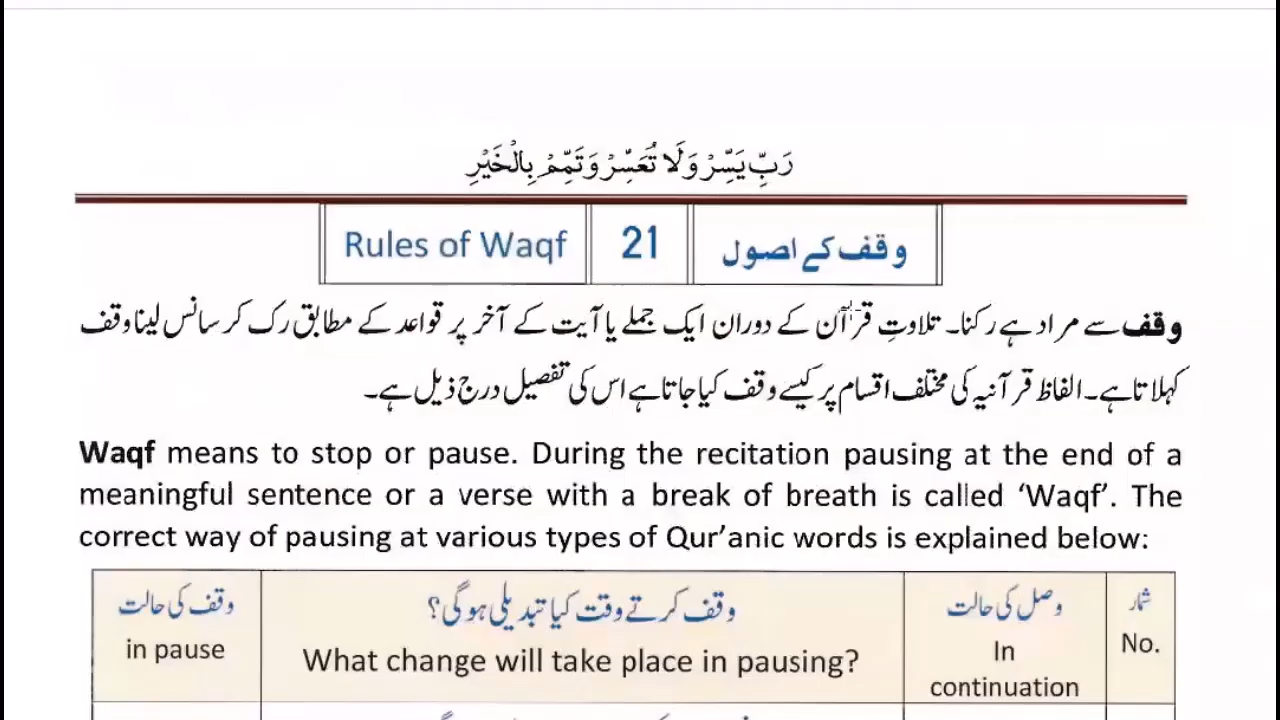 رَبِّ يَسِّرْ وَلَا تُعَسِّرْ وَتَمِّمْ بِالْخَيْرِ
Rules of Waqf 21 وقف کے اصول
وقف سے مراد ہے رکنا۔ تلاوتِ قرآن کے دوران ایک جملے یا آیت کے آخر پر قواعد کے مطابق رک کر سانس لینا وقف
کہلاتا ہے۔ الفاظ قرآنیہ کی مختلف اقسام پر کیسے وقف کیا جاتا ہے اس کی تفصیل درج ذیل ہے۔
Waqf means to stop or pause. During the recitation pausing at the end of a
meaningful sentence or a verse with a break of breath is called ‘Waqf’. The
correct way of pausing at various types of Qur’anic words is explained below:
شمار
No.
وصل کی حالت
In
continuation
وقف کرتے وقت کیا تبدیلی ہوگی؟
What change will take place in pausing?
وقف کی حالت
in pause